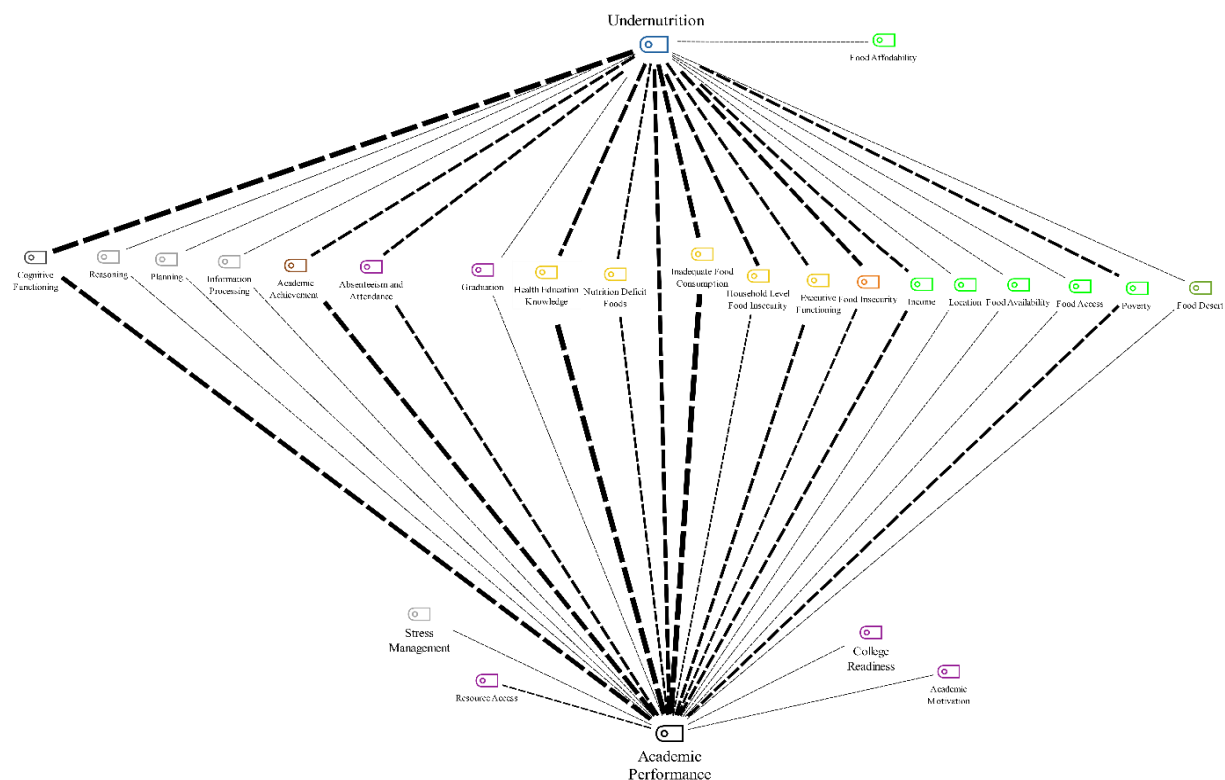 Undernutrition
Food Affodability
Cognitive
Functioning
Reasoning
Planning
Information
Processing
Academic
Achievement
Absenteeism and
Attendance
Graduation
Health Education
Knowledge
Nutrition Deficit
Foods
Inadequate Food
Consumption
Household Level
Food Insecurity
Executive
Functioning
Food Insecurity
Income
Location
Food Availability
Food Access
Poverty
Food Desert
Stress
Management
College
Readiness
Resource Access
Academic
Motivation
Academic
Performance